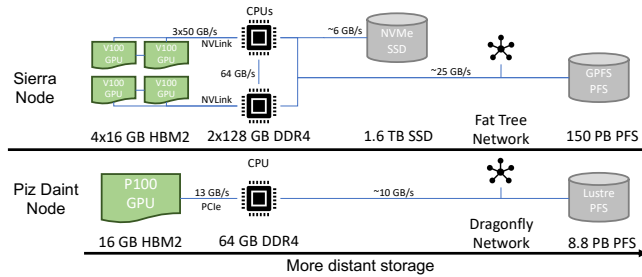 CPUs
3x50 GB/s
~6 GB/s
NVMe
SSD
V100
GPU
V100
GPU
NVLink
Sierra
Node
64 GB/s
~25 GB/s
GPFS
PFS
V100
GPU
V100
GPU
NVLink
4x16 GB HBM2
2x128 GB DDR4
1.6 TB SSD
Fat Tree
Network
150 PB PFS
CPU
Piz Daint
Node
P100
GPU
13 GB/s
PCIe
~10 GB/s
Lustre
PFS
16 GB HBM2
64 GB DDR4
Dragonfly
Network
8.8 PB PFS
More distant storage